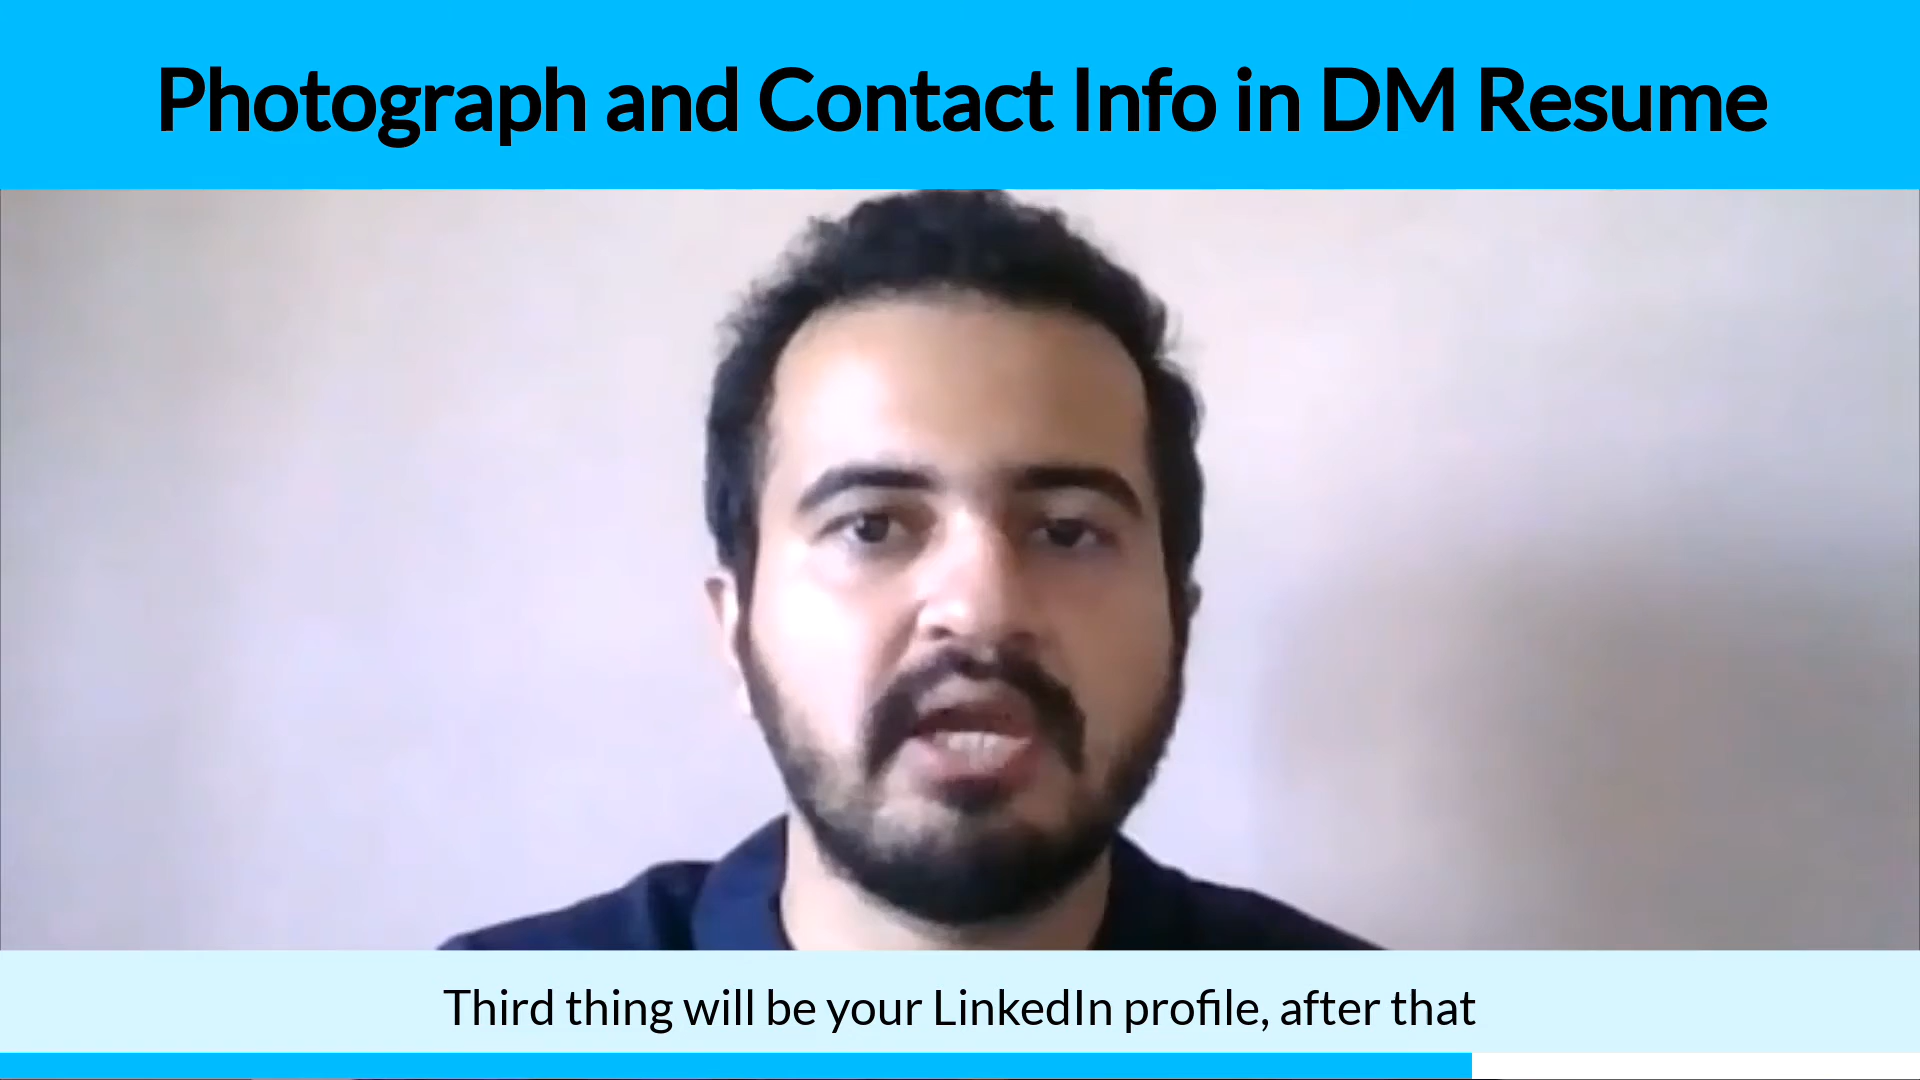 Photograph and Contact Info in DM Resume
Third thing will be your LinkedIn profile, after that